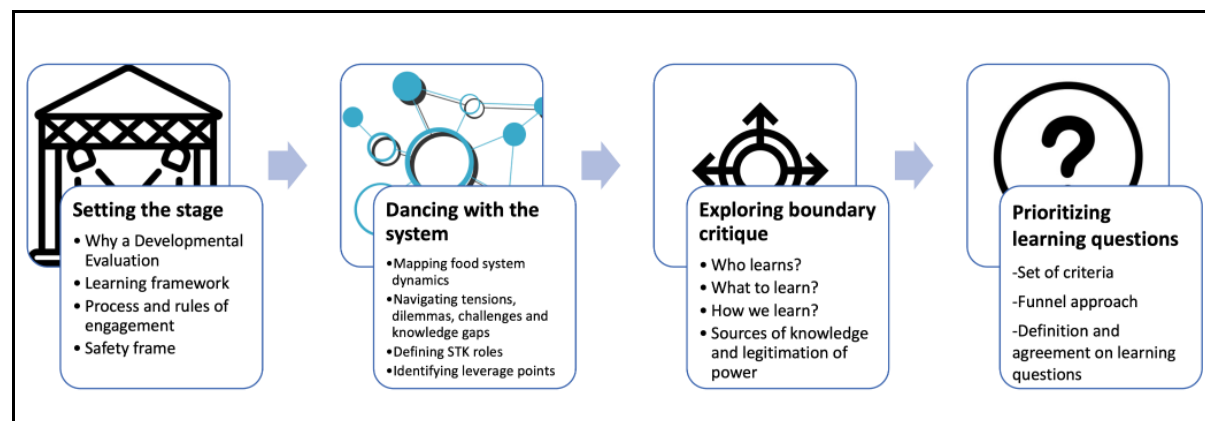 Setting the stage
• Why a Developmental
Evaluation
• Learning framework
• Process and rules of
engagement
• Safety frame
Dancing with the
system
•Mapping food system
dynamics
•Navigating tensions,
dilemmas, challenges and
knowledge gaps
•Defining STK roles
•Identifying leverage points
Exploring boundary
critique
• Who learns?
• What to learn?
• How we learn?
• Sources of knowledge
and legitimation of
power
?
Prioritizing
learning questions
-Set of criteria
-Funnel approach
-Definition and
agreement on learning
questions